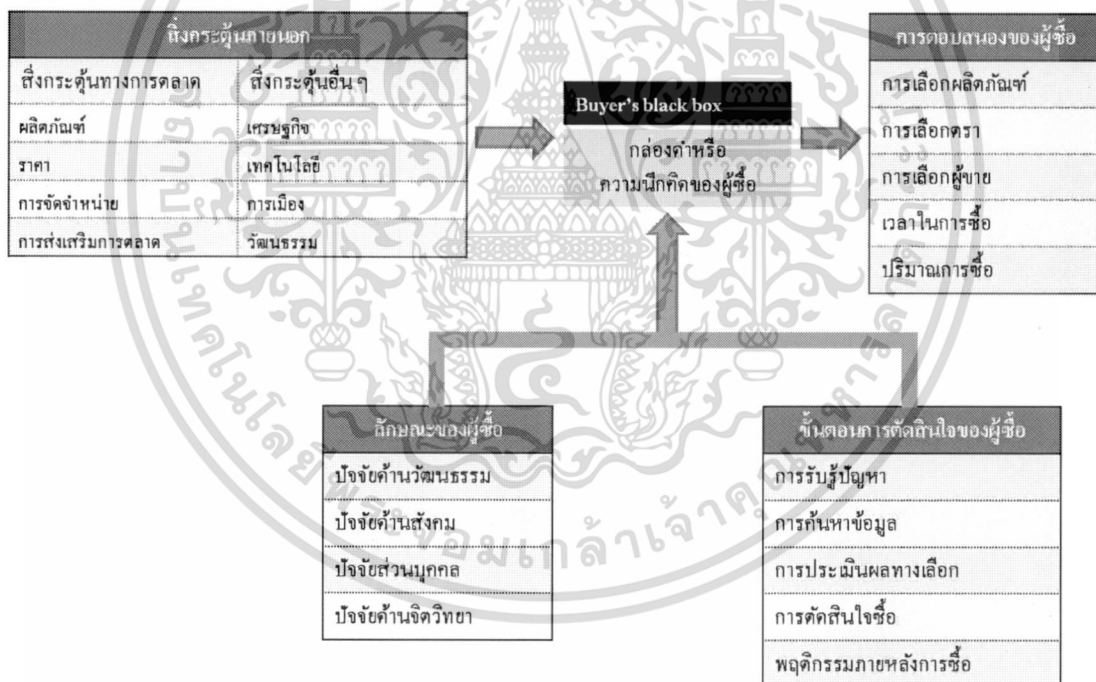 สิ่งกระตุ้นภายนอก
สิ่งกระตุ้นทางการตลาด สิ่งกระตุ้นอื่น ๆ
ผลิตภัณฑ์ เศรษฐกิจ
ราคา เทคโนโลยี
การจัดจำหน่าย การเมือง
การส่งเสริมการตลาด วัฒนธรรม
Buyer's black box
กล่องดำหรือ
ความนึกคิดของผู้ซื้อ
การตอบสนองของผู้ซื้อ
การเลือกผลิตภัณฑ์
การเลือกตรา
การเลือกผู้ขาย
เวลาในการซื้อ
ปริมาณการซื้อ
ลักษณะของผู้ซื้อ
ปัจจัยด้านวัฒนธรรม
ปัจจัยด้านสังคม
ปัจจัยส่วนบุคคล
ปัจจัยด้านจิตวิทยา
ขั้นตอนการตัดสินใจของผู้ซื้อ
การรับรู้ปัญหา
การค้นหาข้อมูล
การประเมินผลทางเลือก
การตัดสินใจซื้อ
พฤติกรรมภายหลังการซื้อ